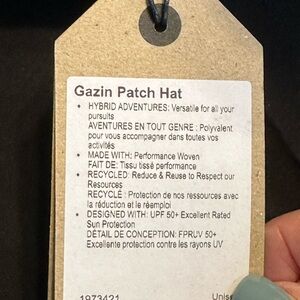 Gazin Patch Hat
• HYBRID ADVENTURES: Versatile for all your
pursuits
AVENTURES EN TOUT GENRE : Polyvalent
pour vous accompagner dans toutes vos
activités
• MADE WITH: Performance Woven
FAIT DE: Tissu tissé performance
• RECYCLED: Reduce & Reuse to Respect our
Resources
RECYCLÉ : Protection de nos ressources avec
la réduction et le réemploi
• DESIGNED WITH: UPF 50+ Excellent Rated
Sun Protection
DÉTAIL DE CONCEPTION: FPRUV 50+
Excellente protection contre les rayons UV
1973421 Unis